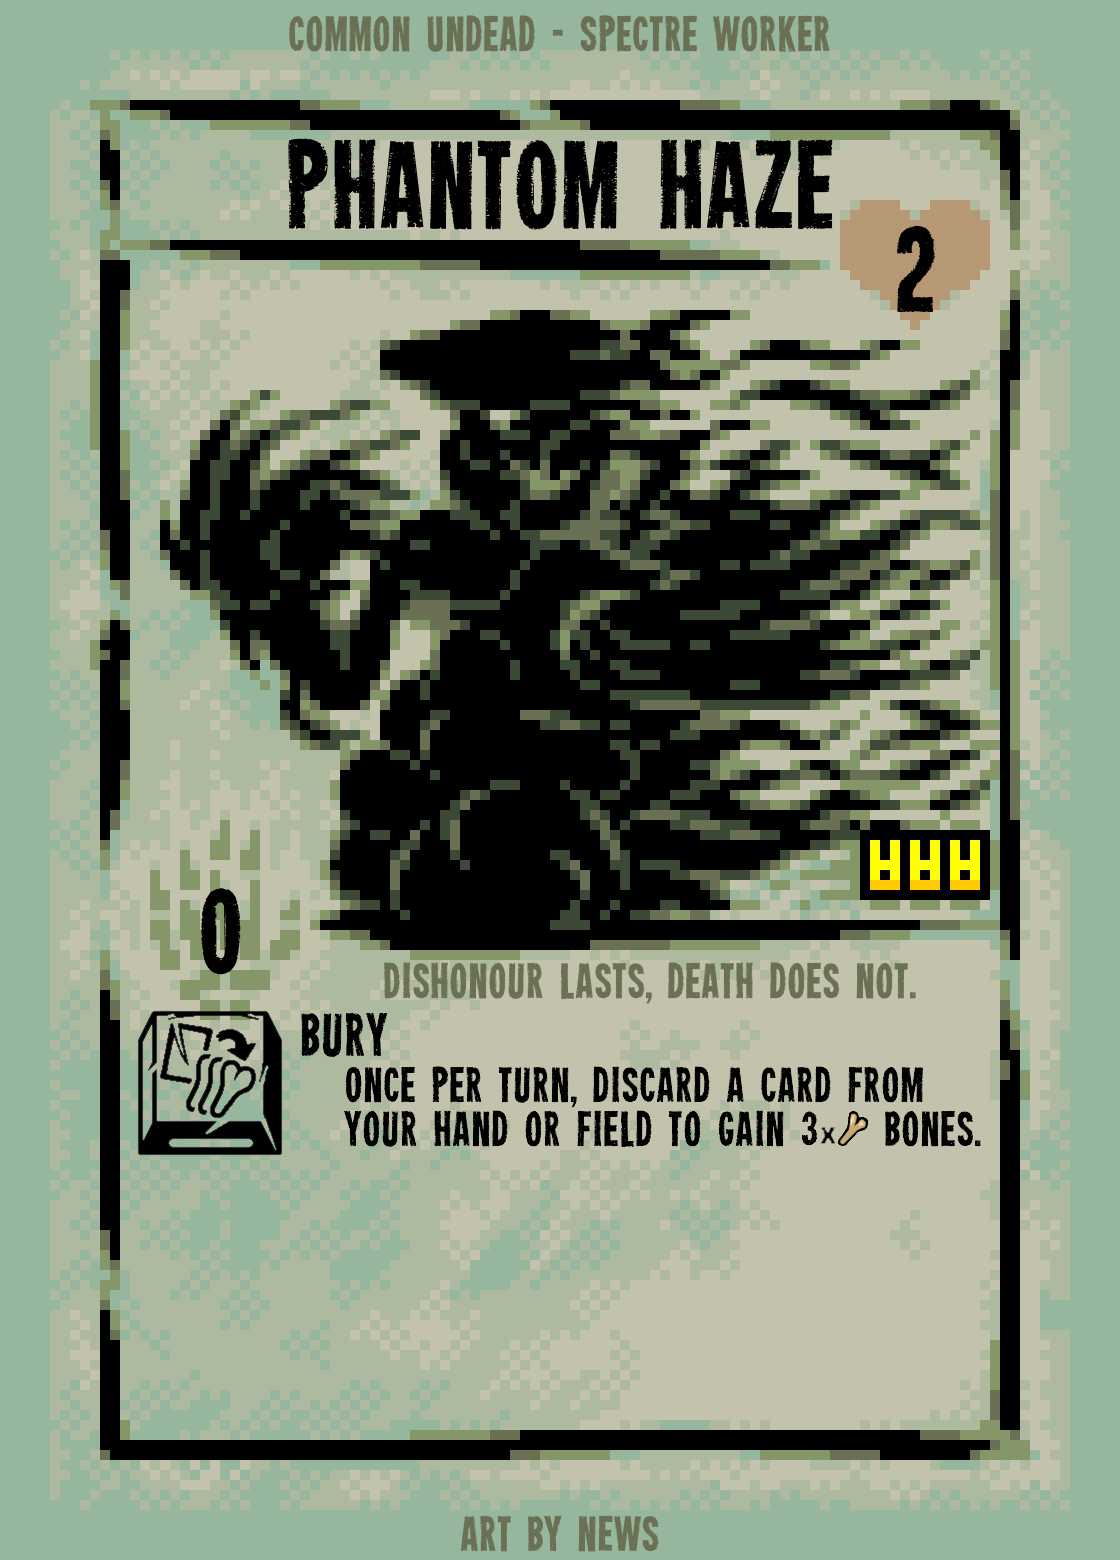 COMMON UNDEAD - SPECTRE WORKER
PHANTOM HAZE
2
0
DISHONOUR LASTS, DEATH DOES NOT.
BURY
ONCE PER TURN, DISCARD A CARD FROM
YOUR HAND OR FIELD TO GAIN 3x BONES.
ART BY NEWS